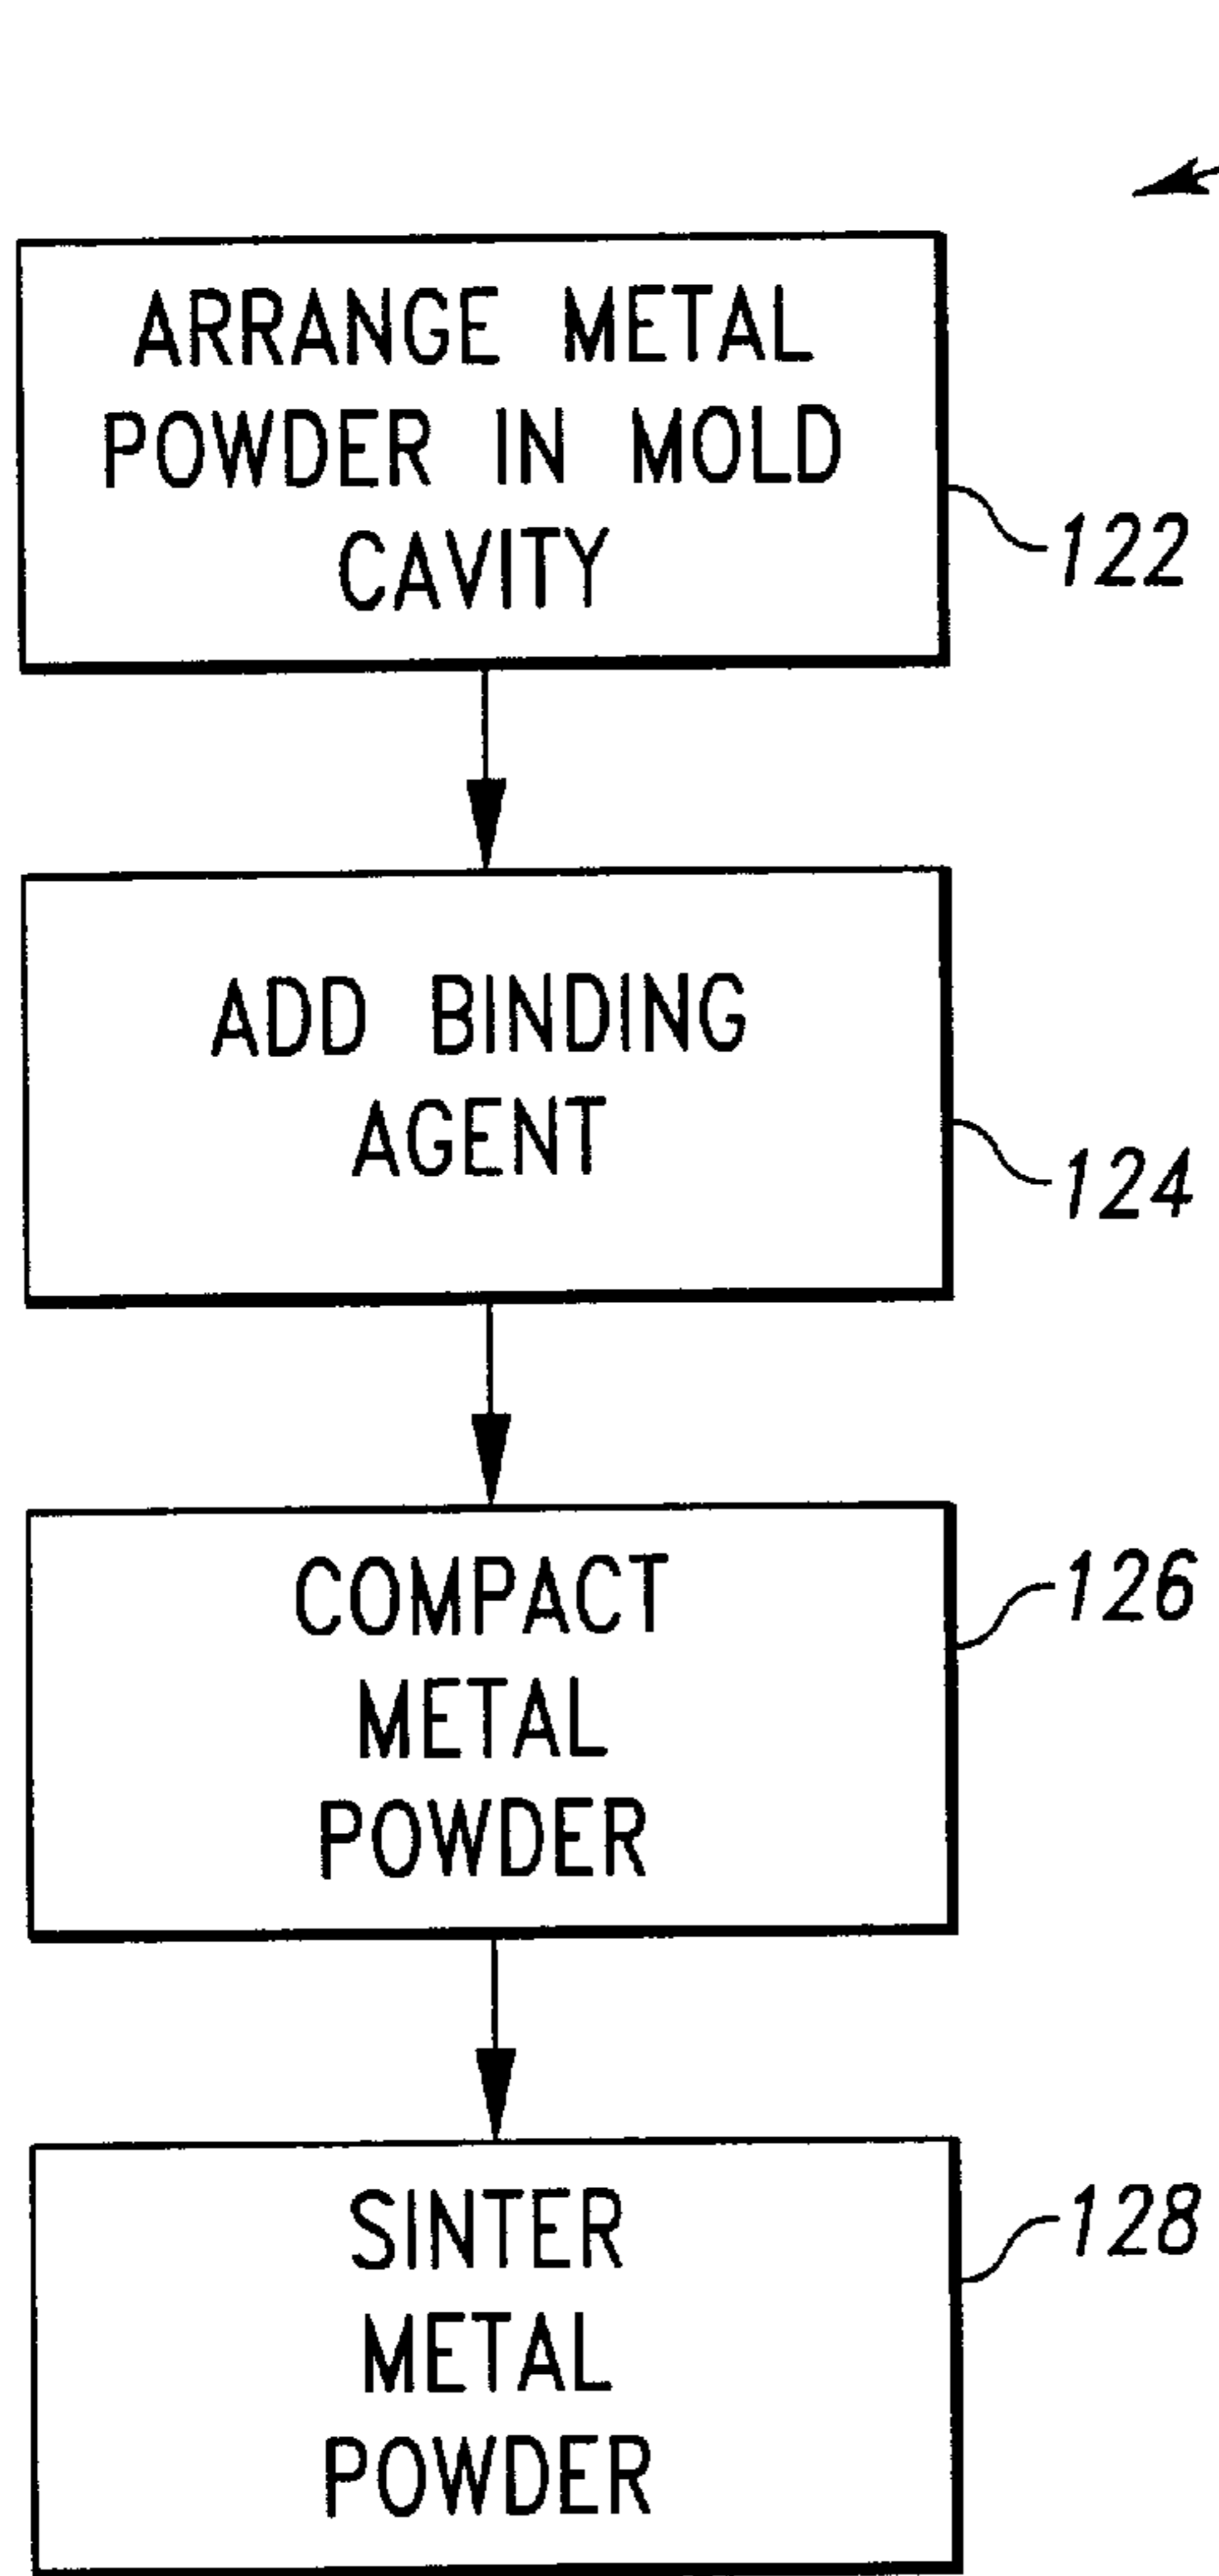 ARRANGE METAL
POWDER IN MOLD
CAVITY
122
ADD BINDING
AGENT
124
COMPACT
METAL
POWDER
126
SINTER
METAL
POWDER
128